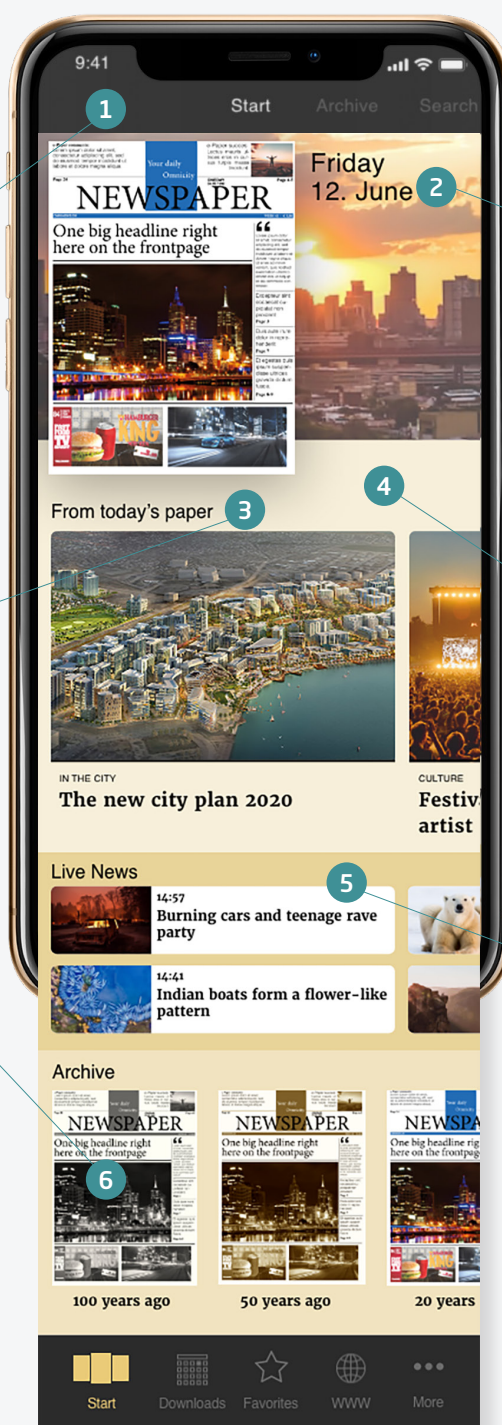 9:41
1
Start Archive Search
Your daily
Omnicity
NEWSPAPER
One big headline right
here on the frontpage
Friday
12. June
2
From today's paper
3
4
IN THE CITY
The new city plan 2020
CULTURE
Festiv
artist
Live News
5
14:57
Burning cars and teenage rave
party
14:41
Indian boats form a flower-like
pattern
Archive
NEWSPAPER
One big headline right
here on the frontpage
6
100 years ago
NEWSPAPER
One big headline right
here on the frontpage
50 years ago
NEWSPA
One big headline rig
here on the frontpag
20 years
Start Downloads Favorites WWW More